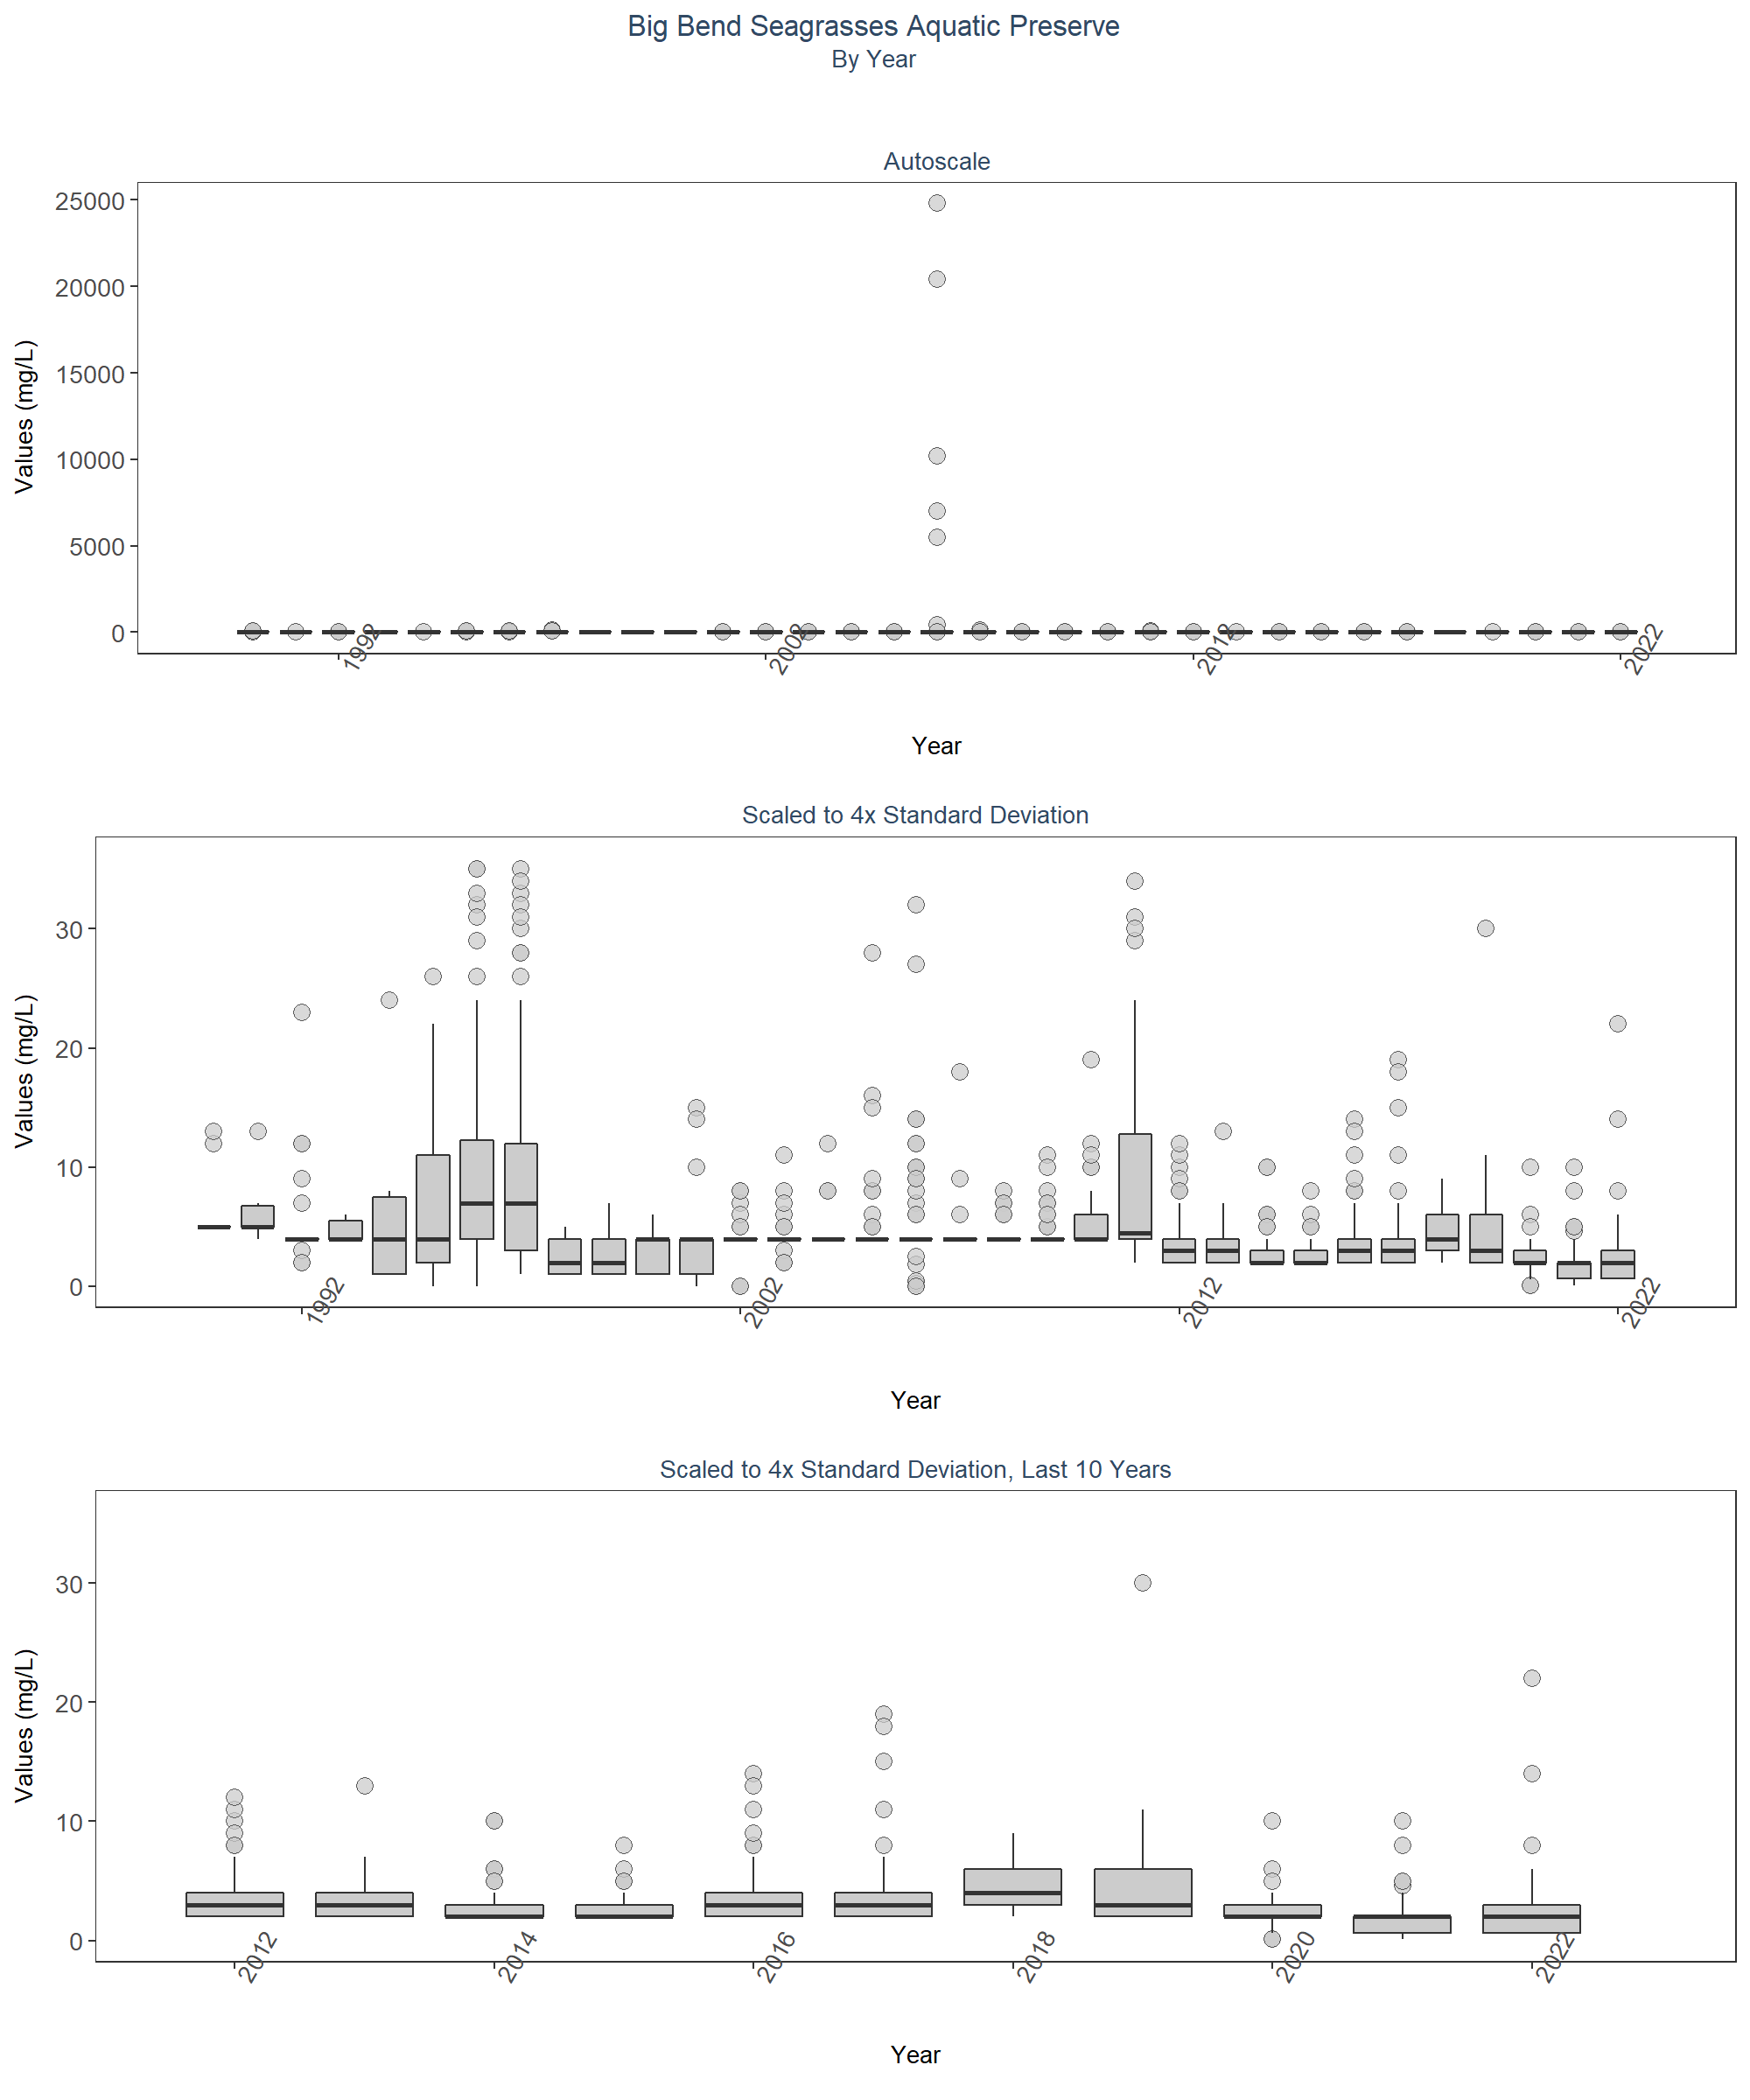 Big Bend Seagrasses Aquatic Preserve
By Year
Autoscale
25000
20000
15000
10000
5000
0
Values (mg/L)
1992
2002
2012
2022
Year
Scaled to 4x Standard Deviation
30
20
10
0
Values (mg/L)
1992
2002
2012
2022
Year
Scaled to 4x Standard Deviation, Last 10 Years
30
20
10
0
Values (mg/L)
2012
2014
2016
2018
2020
2022
Year